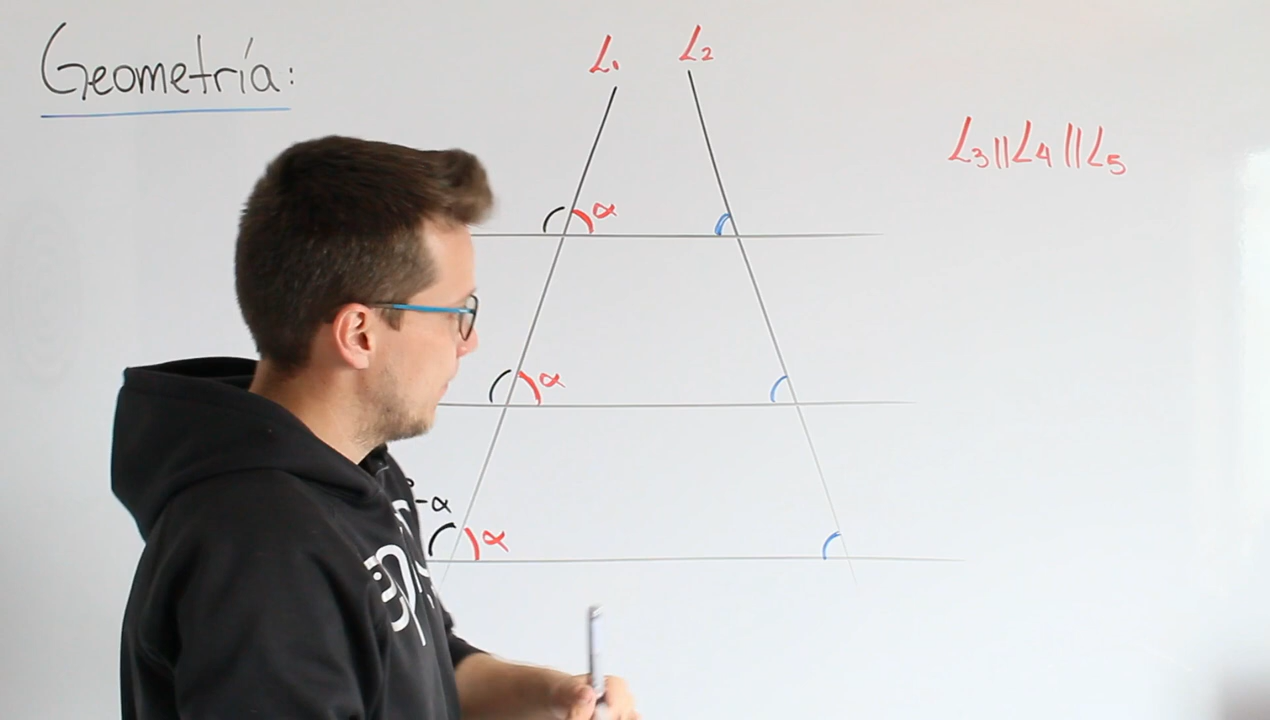 Geometría:
L₁ L₂
L₃ || L₄ || L₅
α
α
-α
α